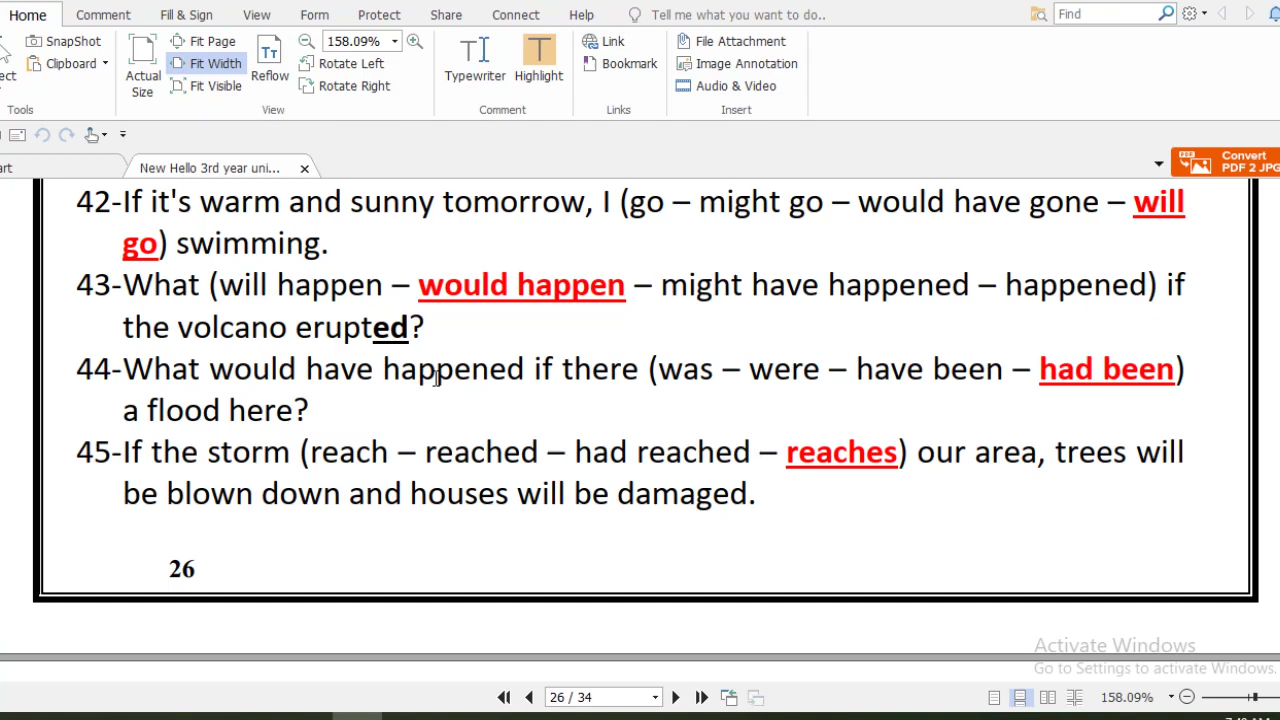 Home Comment Fill & Sign View Form Protect Share Connect Help Tell me what you want to do.. Find
SnapShot Fit Page 158.09% Link File Attachment
ect Clipboard Actual Size Fit Width Reflow Rotate Left Typewriter Highlight Bookmark Image Annotation
Fit Visible Rotate Right Audio & Video
Tools View Comment Links Insert
art New Hello 3rd year uni... Convert
PDF 2 JPG
42-If it's warm and sunny tomorrow, I (go – might go – would have gone – will
go) swimming.
43-What (will happen – would happen – might have happened – happened) if
the volcano erupted?
44-What would have happened if there (was – were – have been – had been)
a flood here?
45-If the storm (reach – reached – had reached – reaches) our area, trees will
be blown down and houses will be damaged.
26
Activate Windows
Go to Settings to activate Windows.
26 / 34 158.09%